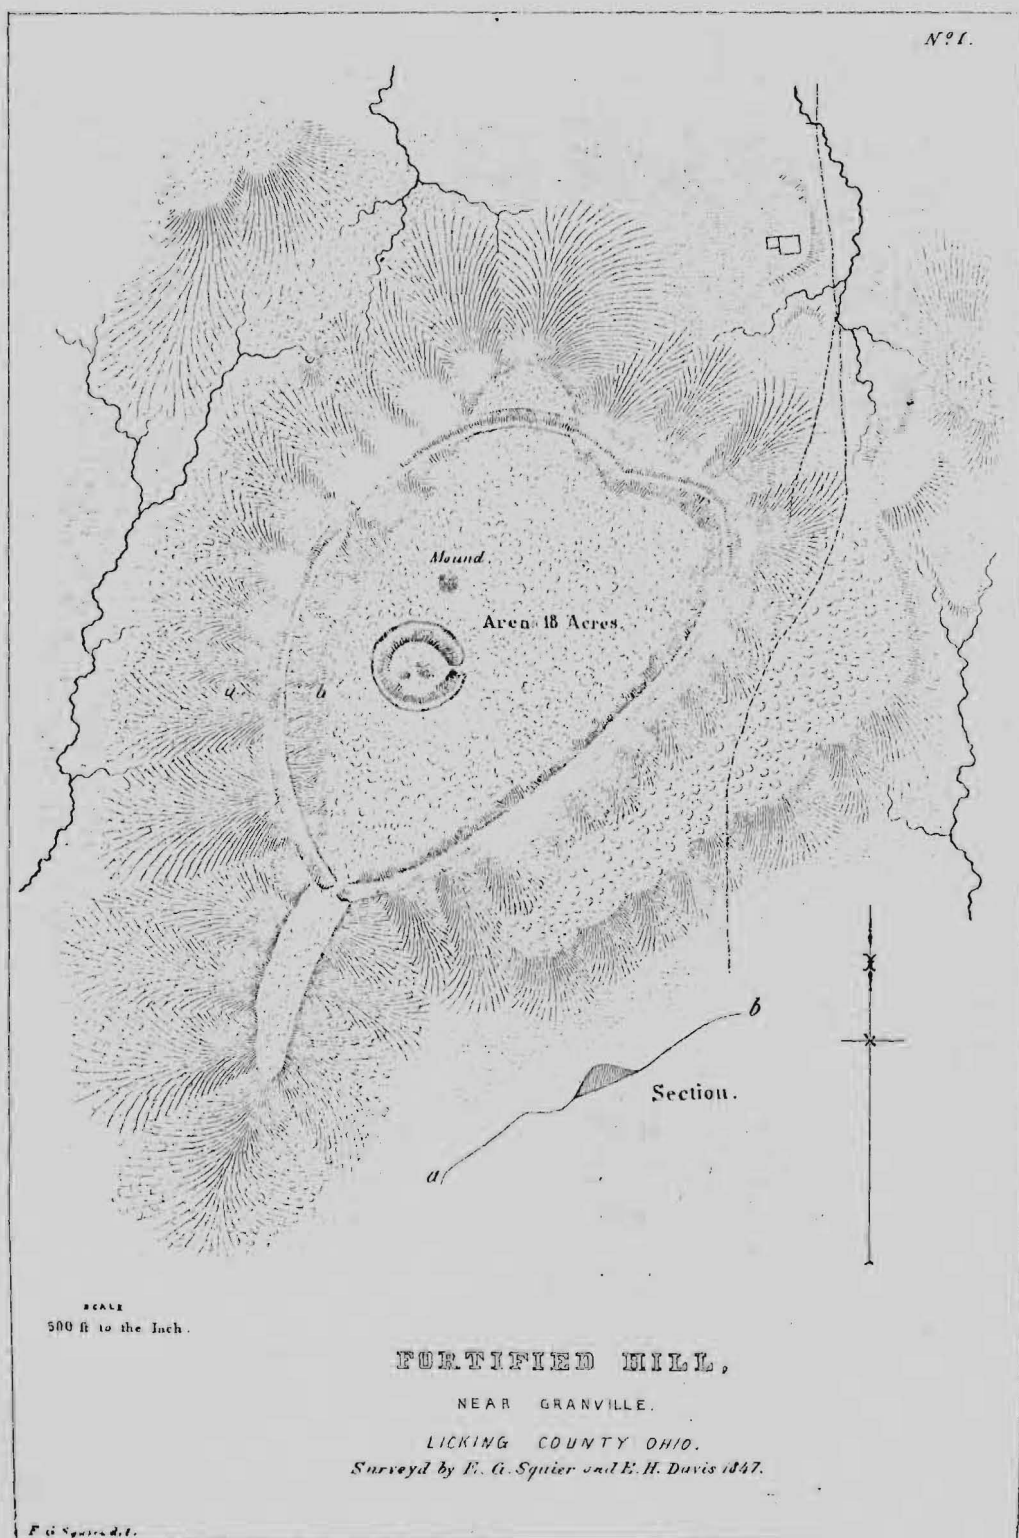 Nº 1.
Mound.
Area 18 Acres.
a
b
b
Section.
a
SCALE
500 ft to the Inch.
FORTIFIED HILL,
NEAR GRANVILLE.
LICKING COUNTY OHIO.
Surveyd by E. G. Squier and E. H. Davis 1847.